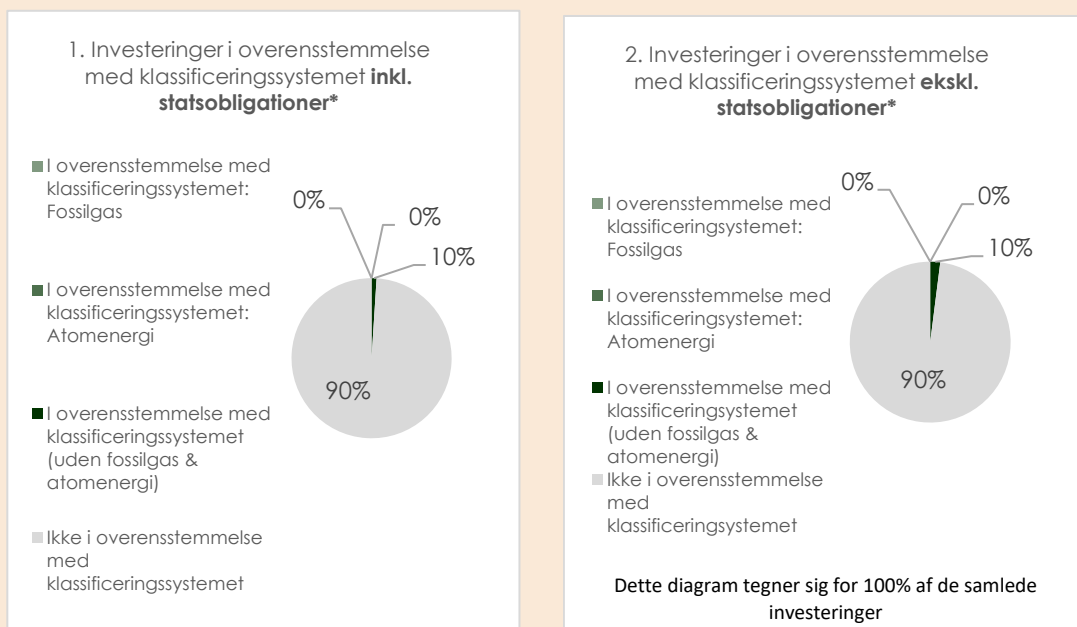 1. Investeringer i overensstemmelse
med klassificeringssystemet inkl.
statsobligationer*
I overensstemmelse med
klassificeringssystemet:
Fossilgas
I overensstemmelse med
klassificeringssystemet:
Atomenergi
I overensstemmelse med
klassificeringssystemet
(uden fossilgas &
atomenergi)
Ikke i overensstemmelse
med
klassificeringssystemet
0%
0%
10%
90%
2. Investeringer i overensstemmelse
med klassificeringssystemet ekskl.
statsobligationer*
I overensstemmelse med
klassificeringsystemet:
Fossilgas
I overensstemmelse med
klassificeringssystemet:
Atomenergi
I overensstemmelse med
klassificeringssystemet
(uden fossilgas &
atomenergi)
Ikke i overensstemmelse
med
klassificeringsystemet
0%
0%
10%
90%
Dette diagram tegner sig for 100% af de samlede
investeringer